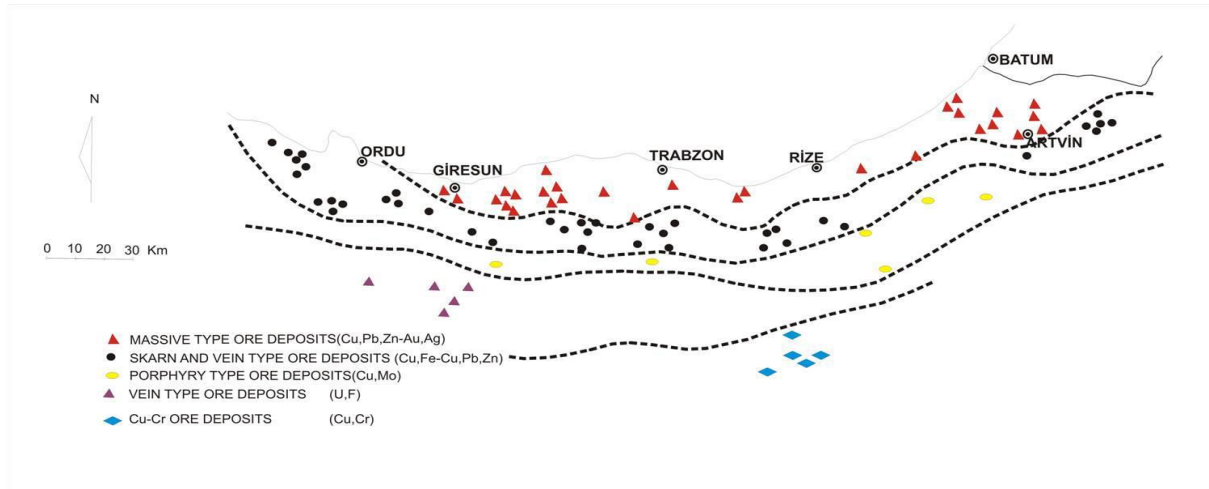 BATUM
N
ARTVİN
ORDU
TRABZON
RİZE
GİRESUN
0 10 20 30 Km
MASSIVE TYPE ORE DEPOSITS(Cu,Pb,Zn-Au,Ag)
SKARN AND VEIN TYPE ORE DEPOSITS (Cu,Fe-Cu,Pb,Zn)
PORPHYRY TYPE ORE DEPOSITS(Cu,Mo)
VEIN TYPE ORE DEPOSITS (U,F)
Cu-Cr ORE DEPOSITS (Cu,Cr)